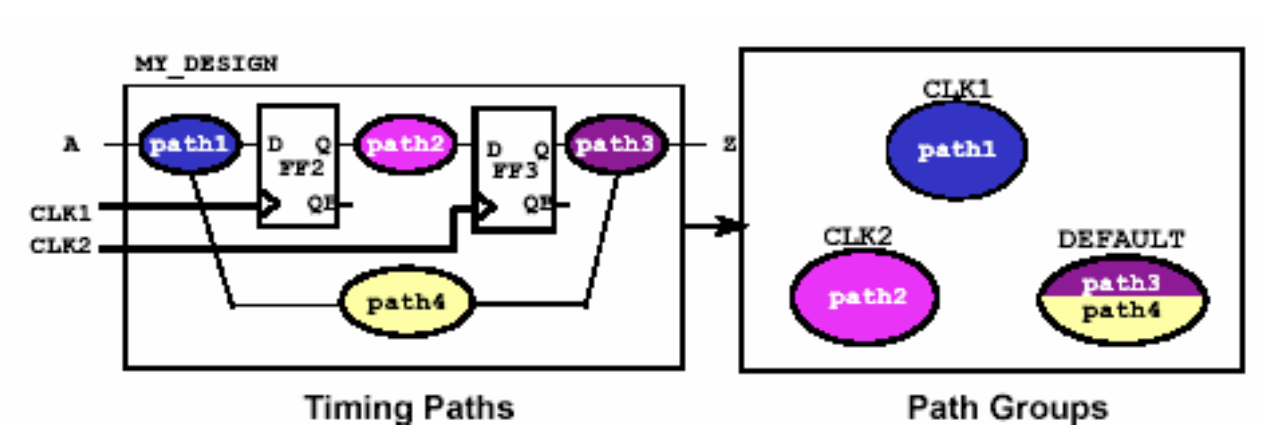 MY_DESIGN
A
path1
D Q
FF2
path2
D Q
FF3
path3
Z
CLK1
QB
QB
CLK2
path4
Timing Paths
CLK1
path1
CLK2
path2
DEFAULT
path3
path4
Path Groups